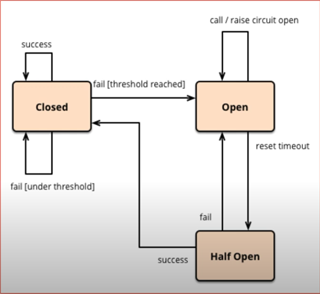 call / raise circuit open
success
fail [threshold reached]
Closed
Open
reset timeout
fail [under threshold]
fail
Half Open
success